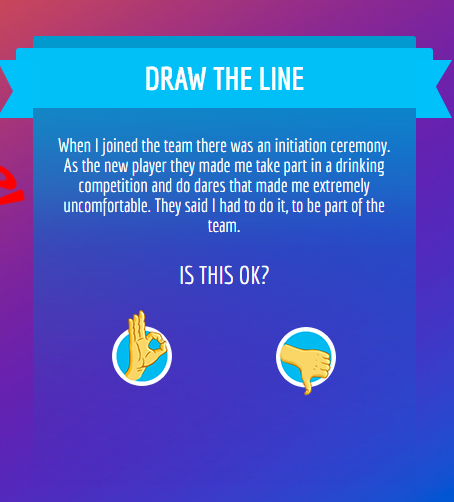 DRAW THE LINE
When I joined the team there was an initiation ceremony.
As the new player they made me take part in a drinking
competition and do dares that made me extremely
uncomfortable. They said I had to do it, to be part of the
team.
IS THIS OK?